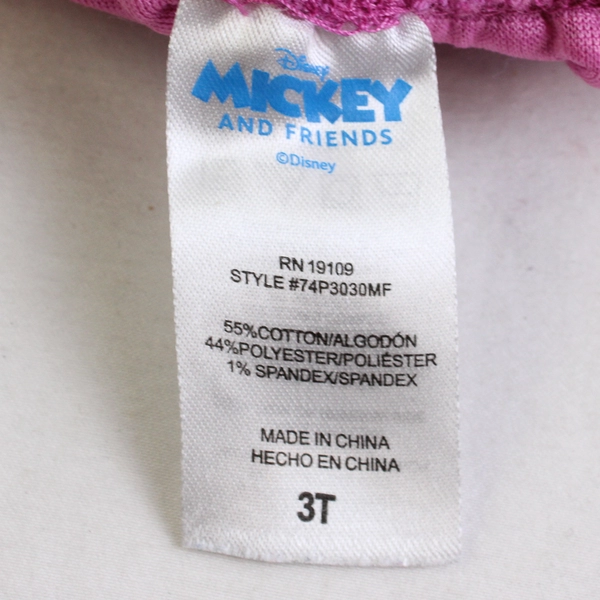 Disney
MICKEY
AND FRIENDS
©Disney
RN 19109
STYLE #74P3030MF
55%COTTON/ALGODÓN
44%POLYESTER/POLIÉSTER
1% SPANDEX/SPANDEX
MADE IN CHINA
HECHO EN CHINA
3T